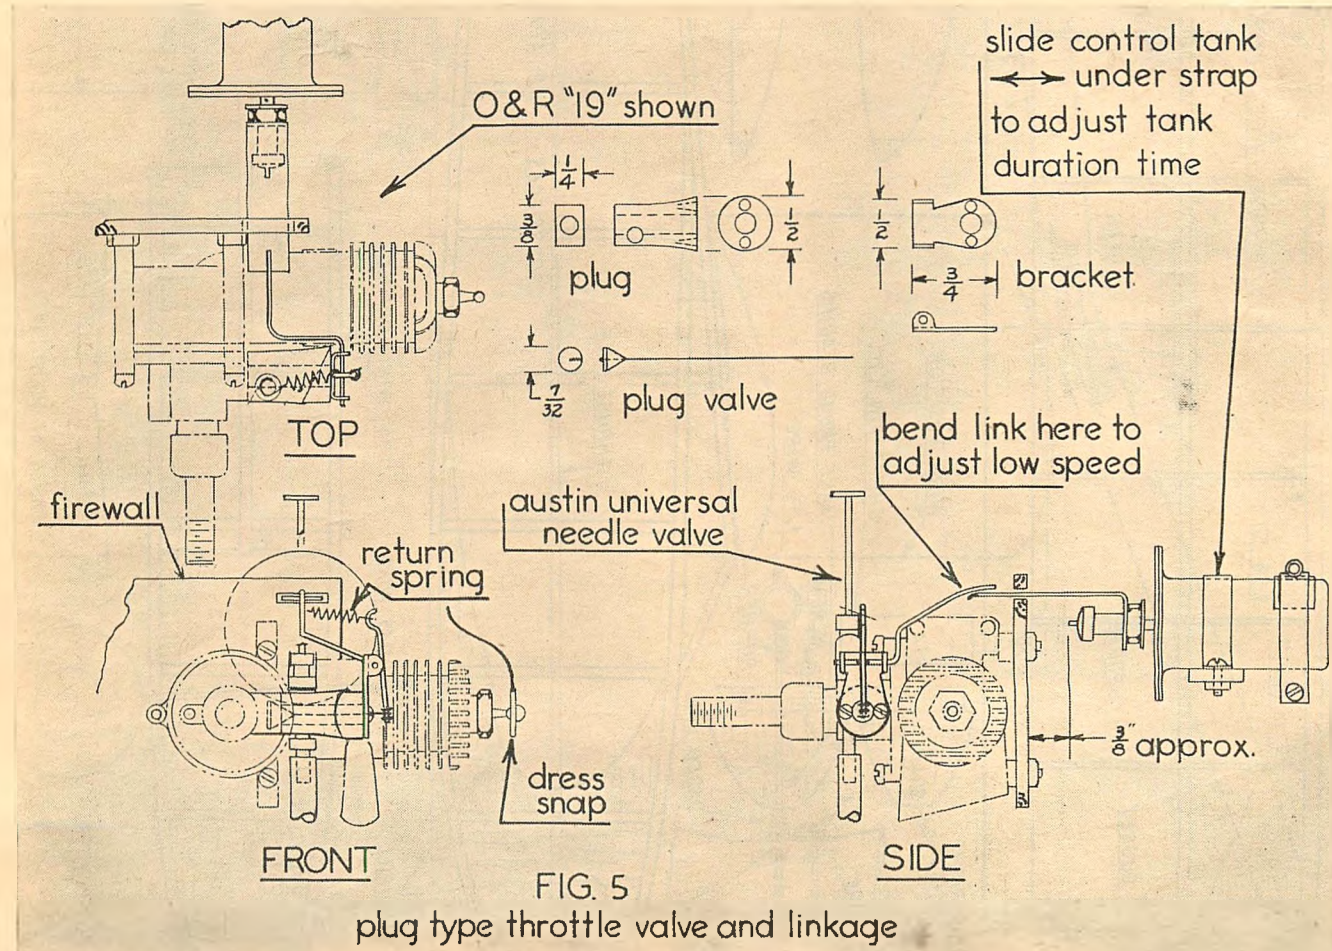 slide control tank
under strap
to adjust tank
duration time
O & R "19" shown
1/4
3/8
1/2
1/2
plug
3/4
bracket
7/32
plug valve
TOP
bend link here to
adjust low speed
firewall
austin universal
needle valve
return
spring
3/8" approx.
dress
snap
FRONT
SIDE
FIG. 5
plug type throttle valve and linkage